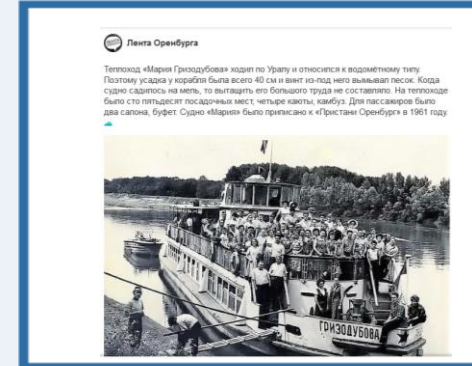 Лента Оренбурга
Теплоход «Мария Гризодубова» ходил по Уралу и относился к водомётному типу.
Поэтому усадка у корабля была всего 40 см и винт из-под него вымывал песок. Когда
судно садилось на мель, то вытащить его большого труда не составляло. На теплоходе
было сто пятьдесят посадочных мест, четыре каюты, камбуз. Для пассажиров было
два салона, буфет. Судно «Мария» было приписано к «Пристани Оренбург» в 1961 году.
ГРИЗОДУБОВА